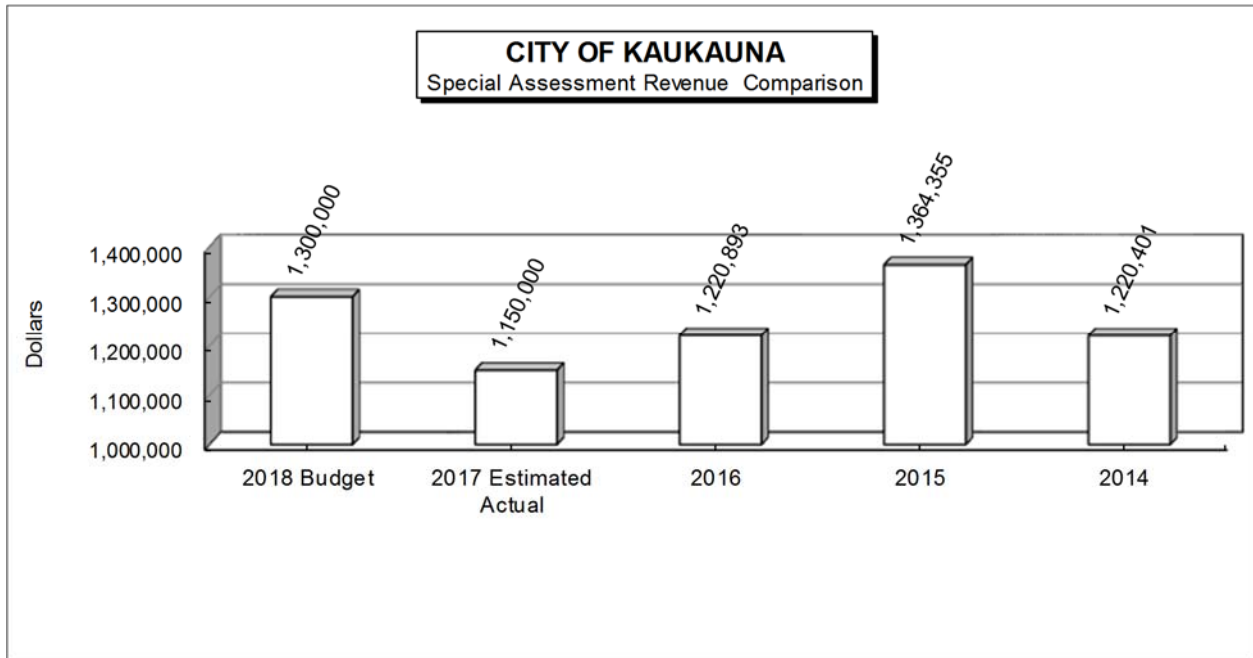 CITY OF KAUKAUNA
Special Assessment Revenue Comparison
1,300,000
1,150,000
1,220,893
1,364,355
1,220,401
Dollars
1,400,000
1,300,000
1,200,000
1,100,000
1,000,000
2018 Budget
2017 Estimated
Actual
2016
2015
2014